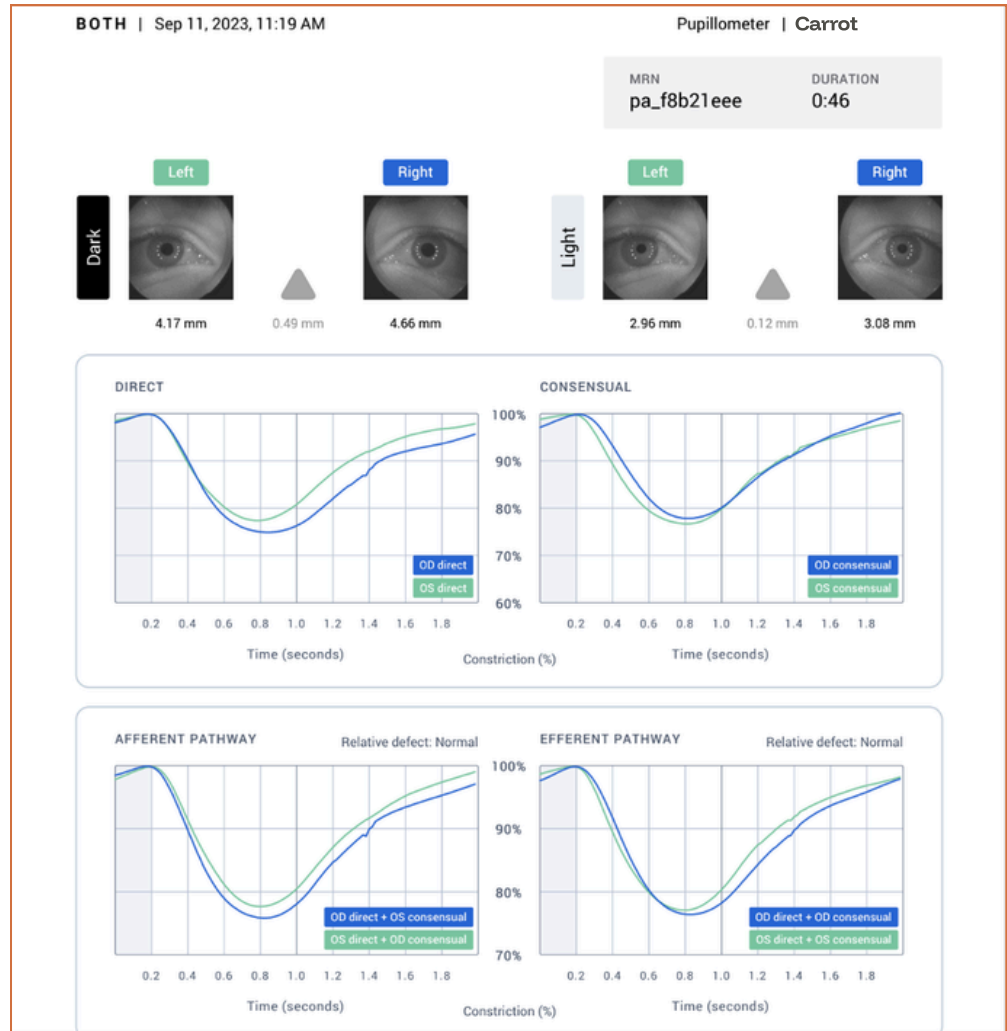 BOTH | Sep 11, 2023, 11:19 AM
Pupillometer | Carrot
MRN
pa_f8b21eee
DURATION
0:46
Left
Right
Left
Right
Dark
Light
4.17 mm
0.49 mm
4.66 mm
2.96 mm
0.12 mm
3.08 mm
DIRECT
CONSENSUAL
100%
90%
80%
70%
60%
OD direct
OS direct
OD consensual
OS consensual
0.2 0.4 0.6 0.8 1.0 1.2 1.4 1.6 1.8
0.2 0.4 0.6 0.8 1.0 1.2 1.4 1.6 1.8
Time (seconds)
Constriction (%)
Time (seconds)
AFFERENT PATHWAY
Relative defect: Normal
EFFERENT PATHWAY
Relative defect: Normal
100%
90%
80%
70%
OD direct + OS consensual
OS direct + OD consensual
OD direct + OD consensual
OS direct + OS consensual
0.2 0.4 0.6 0.8 1.0 1.2 1.4 1.6 1.8
0.2 0.4 0.6 0.8 1.0 1.2 1.4 1.6 1.8
Time (seconds)
Constriction (%)
Time (seconds)